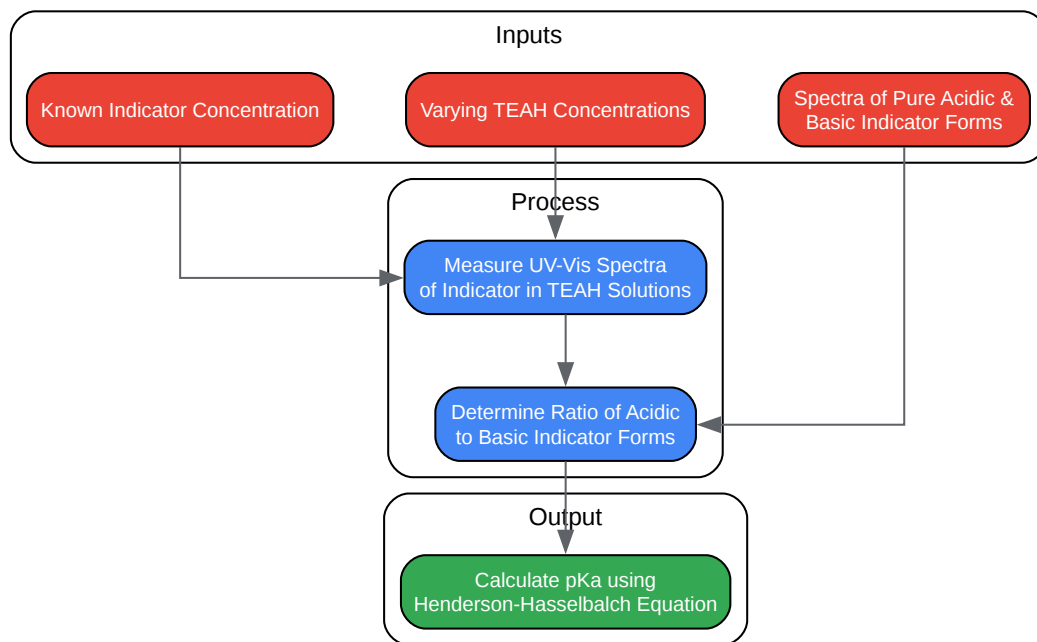 Inputs
Known Indicator Concentration
Varying TEAH Concentrations
Spectra of Pure Acidic &
Basic Indicator Forms
Process
Measure UV-Vis Spectra
of Indicator in TEAH Solutions
Determine Ratio of Acidic
to Basic Indicator Forms
Output
Calculate pKa using
Henderson-Hasselbalch Equation